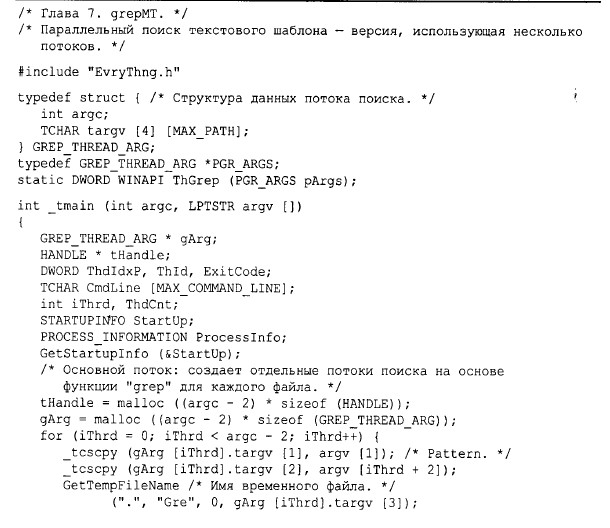 /* Глава 7. grepMT. */
/* Параллельный поиск текстового шаблона — версия, использующая несколько
потоков. */
#include "EvryThng.h"
typedef struct { /* Структура данных потока поиска. */
int argc;
TCHAR targv [4] [MAX_PATH];
} GREP_THREAD_ARG;
typedef GREP_THREAD_ARG *PGR_ARGS;
static DWORD WINAPI ThGrep (PGR_ARGS pArgs);
int _tmain (int argc, LPTSTR argv [])
{
GREP_THREAD_ARG * gArg;
HANDLE * tHandle;
DWORD ThdIdxP, ThId, ExitCode;
TCHAR CmdLine [MAX_COMMAND_LINE];
int iThrd, ThdCnt;
STARTUPINFO StartUp;
PROCESS_INFORMATION ProcessInfo;
GetStartupInfo (&StartUp);
/* Основной поток: создает отдельные потоки поиска на основе
функции "grep" для каждого файла. */
tHandle = malloc ((argc - 2) * sizeof (HANDLE));
gArg = malloc ((argc - 2) * sizeof (GREP_THREAD_ARG));
for (iThrd = 0; iThrd < argc - 2; iThrd++) {
_tcscpy (gArg [iThrd].targv [1], argv [1]); /* Pattern. */
_tcscpy (gArg [iThrd].targv [2], argv [iThrd + 2]);
GetTempFileName /* Имя временного файла. */
(".", "Gre", 0, gArg [iThrd].targv [3]);